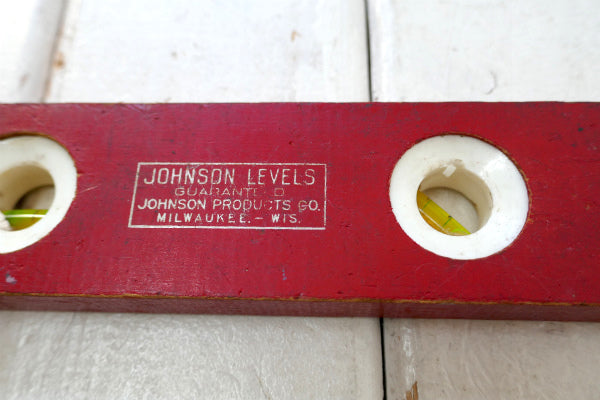 JOHNSON LEVELS
GUARANTEED
JOHNSON PRODUCTS CO.
MILWAUKEE. - WIS.